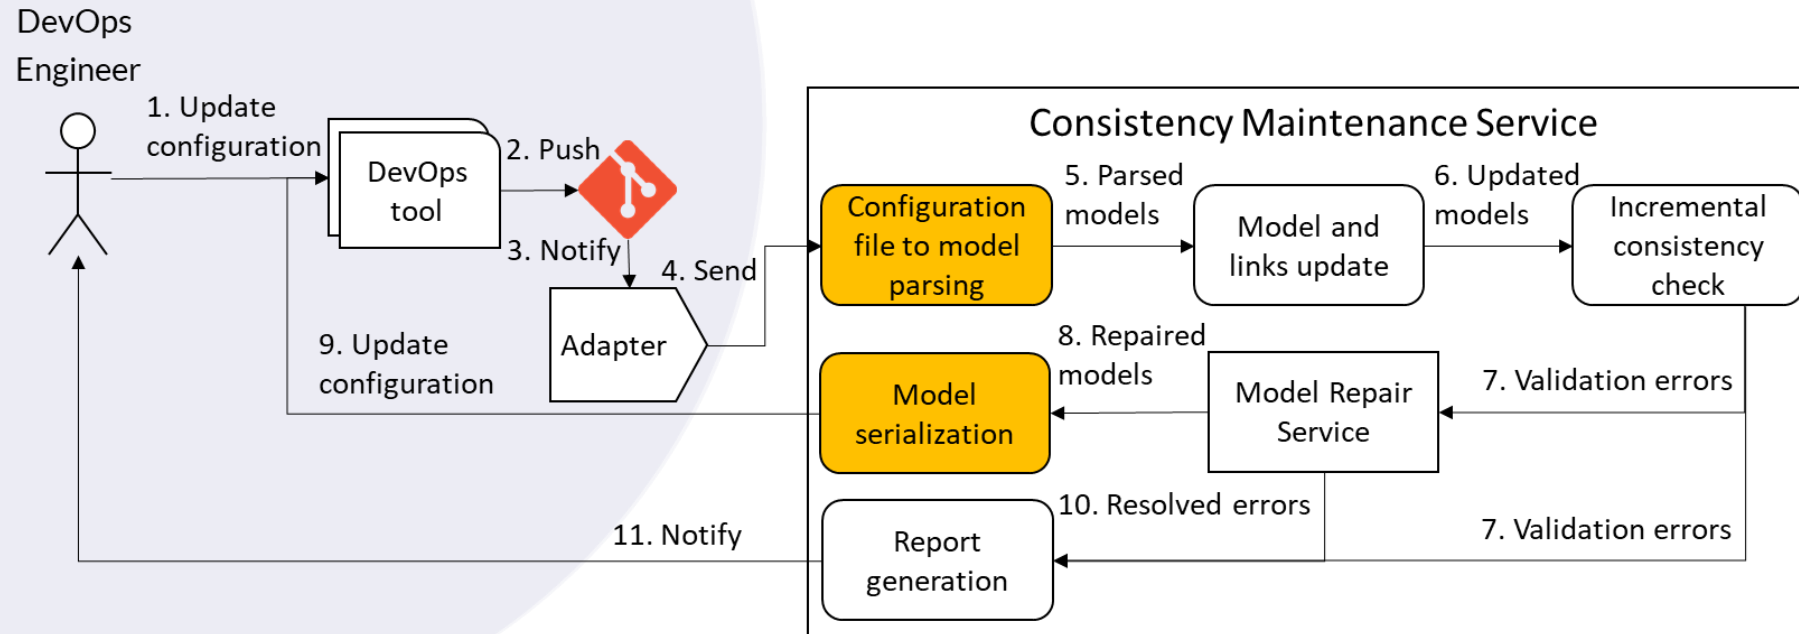 DevOps
Engineer
1. Update
configuration
DevOps
tool
2. Push
3. Notify
4. Send
Adapter
9. Update
configuration
11. Notify
Consistency Maintenance Service
Configuration
file to model
parsing
5. Parsed
models
Model and
links update
6. Updated
models
Incremental
consistency
check
7. Validation errors
Model Repair
Service
8. Repaired
models
Model
serialization
10. Resolved errors
7. Validation errors
Report
generation